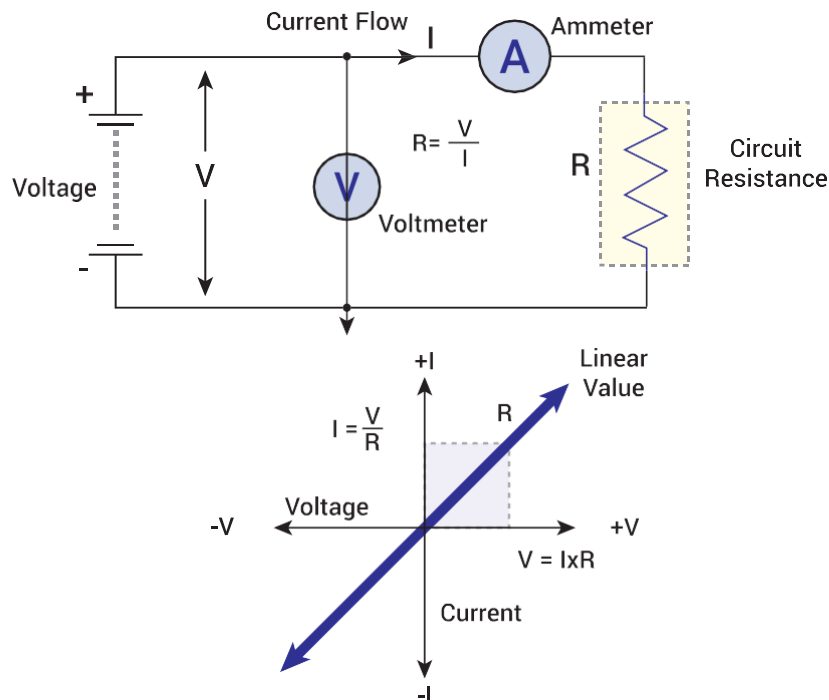 Current Flow
I
A
Ammeter
+
Voltage
-
V
R= V/I
V
Voltmeter
R
Circuit
Resistance
+I
Linear
Value
R
I = V/R
Voltage
-V
+V
V = IxR
Current
-I